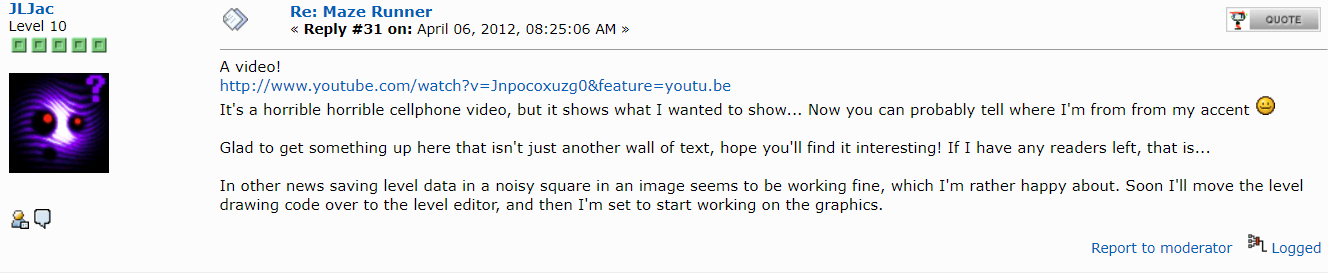 JLJac
Level 10
Re: Maze Runner
« Reply #31 on: April 06, 2012, 08:25:06 AM »
QUOTE
A video!
http://www.youtube.com/watch?v=Jnpocoxuzg0&feature=youtu.be
It's a horrible horrible cellphone video, but it shows what I wanted to show... Now you can probably tell where I'm from from my accent
Glad to get something up here that isn't just another wall of text, hope you'll find it interesting! If I have any readers left, that is...
In other news saving level data in a noisy square in an image seems to be working fine, which I'm rather happy about. Soon I'll move the level
drawing code over to the level editor, and then I'm set to start working on the graphics.
?
Report to moderator
Logged